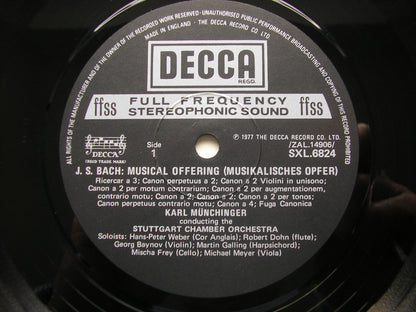 MADE IN ENGLAND, THE DECCA RECORD CO LTD
ALL RIGHTS OF THE MANUFACTURER AND OF THE OWNER OF THE RECORDED WORK RESERVED · UNAUTHORISED PUBLIC PERFORMANCE BROADCASTING AND COPYING OF THIS RECORD PROHIBITED
DECCA
REGD.
ffss FULL FREQUENCY ffss
STEREOPHONIC SOUND
Ⓟ 1977 THE DECCA RECORD CO. LTD.
DECCA
(REGD. TRADE MARK)
Side
1
/ZAL.14906/
SXL.6824
J. S. BACH: MUSICAL OFFERING (MUSIKALISCHES OPFER)
Ricercar a 3; Canon perpetuus a 2; Canon a 2 Violini in unisono;
Canon a 2 per motum contrarium; Canon a 2 per augmentationem,
contrario motu; Canon a 2 per tonos;
Canon perpetuus contrario motu; Canon a 4; Fuga Canonica
KARL MÜNCHINGER
conducting the
STUTTGART CHAMBER ORCHESTRA
Soloists: Hans-Peter Weber (Cor Anglais); Robert Dohn (flute);
Georg Baynov (Violin); Martin Galling (Harpsichord);
Mischa Frey (Cello); Michael Meyer (Viola)